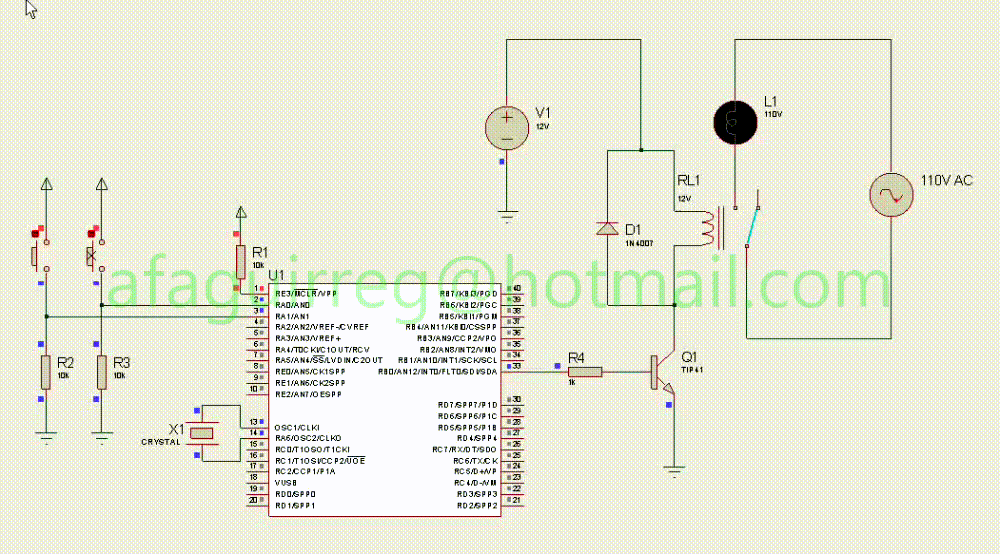 V1
12V
L1
110V
110V AC
RL1
12V
D1
1N4007
R1
10k
afaguirreg@hotmail.com
U1
1 RE3/MCLR/VPP
2 RA0/AN0
3 RA1/AN1
4 RA2/AN2/VREF-/CVREF
5 RA3/AN3/VREF+
6 RA4/T0CKI/C1OUT/RCV
7 RA5/AN4/SS/LVDIN/C2OUT
8 RE0/AN5/CK1SPP
9 RE1/AN6/CK2SPP
10 RE2/AN7/OESPP
13 OSC1/CLKI
14 RA6/OSC2/CLKO
15 RC0/T1OSO/T1CKI
16 RC1/T1OSI/CCP2/UOE
17 RC2/CCP1/P1A
18 VUSB
19 RD0/SPP0
20 RD1/SPP1
RB7/KBI3/PGD 40
RB6/KBI2/PGC 39
RB5/KBI1/PGM 38
RB4/AN11/KBI0/CSSPP 37
RB3/AN9/CCP2/VPO 36
RB2/AN8/INT2/VMO 35
RB1/AN10/INT1/SCK/SCL 34
RB0/AN12/INT0/FLT0/SDI/SDA 33
RD7/SPP7/P1D 30
RD6/SPP6/P1C 29
RD5/SPP5/P1B 28
RD4/SPP4 27
RC7/RX/DT/SDO 26
RC6/TX/CK 25
RC5/D+/VP 24
RC4/D-/VM 23
RD3/SPP3 22
RD2/SPP2 21
R2
10k
R3
10k
X1
CRYSTAL
R4
1k
Q1
TIP41